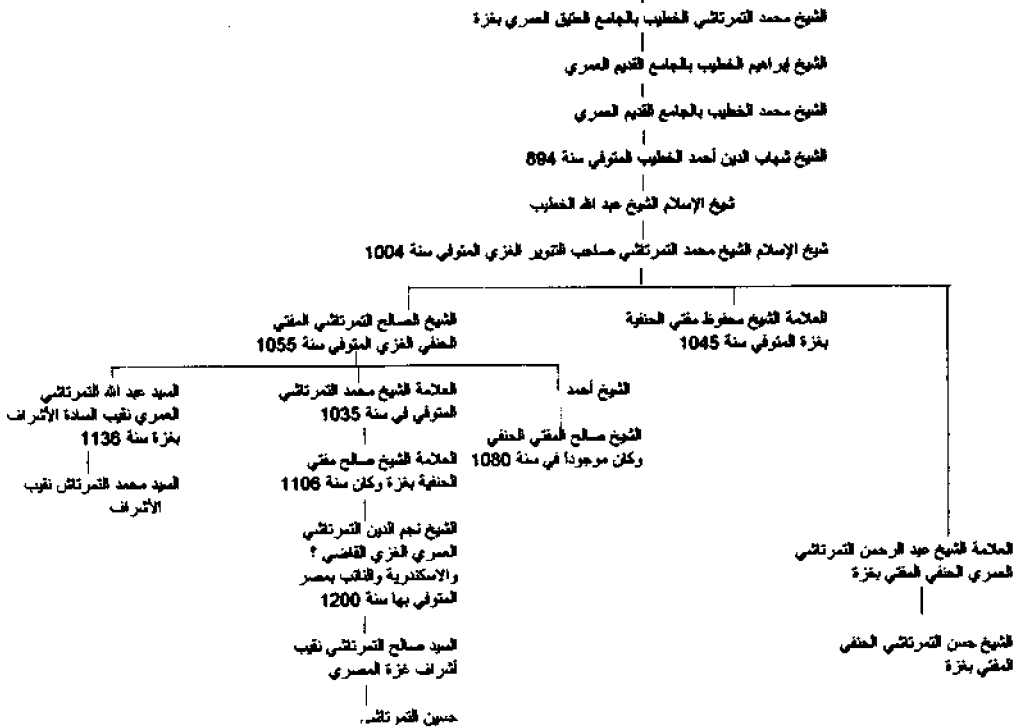 الشيخ محمد التمرتاشي الخطيب بالجامع العتيق العمري بغزة
الشيخ إبراهيم الخطيب بالجامع القديم العمري
الشيخ محمد الخطيب بالجامع القديم العمري
الشيخ شهاب الدين أحمد الخطيب المتوفي سنة 894
شيخ الإسلام الشيخ عبد الله الخطيب
شيخ الإسلام الشيخ محمد التمرتاشي صاحب التنوير الغزي المتوفي سنة 1004
العلامة الشيخ محفوظ مفتي الحنفية
بغزة المتوفي سنة 1045
الشيخ الصالح التمرتاشي المفتي
الحنفي الغزي المتوفي سنة 1055
الشيخ أحمد
الشيخ صالح المفتي الحنفي
وكان موجوداً في سنة 1080
العلامة الشيخ محمد التمرتاشي
المتوفي في سنة 1035
العلامة الشيخ صالح مفتي
الحنفية بغزة وكان سنة 1106
الشيخ نجم الدين التمرتاشي
العمري الغزي القاضي ؟
والاسكندرية والنائب بمصر
المتوفي بها سنة 1200
السيد صالح التمرتاشي نقيب
أشراف غزة المصري
حسين التمرتاشي
السيد عبد الله التمرتاشي
العمري نقيب السادة الأشراف
بغزة سنة 1136
السيد محمد التمرتاش نقيب
الأشراف
العلامة الشيخ عبد الرحمن التمرتاشي
العمري الحنفي المفتي بغزة
الشيخ حسن التمرتاشي الحنفي
المفتي بغزة